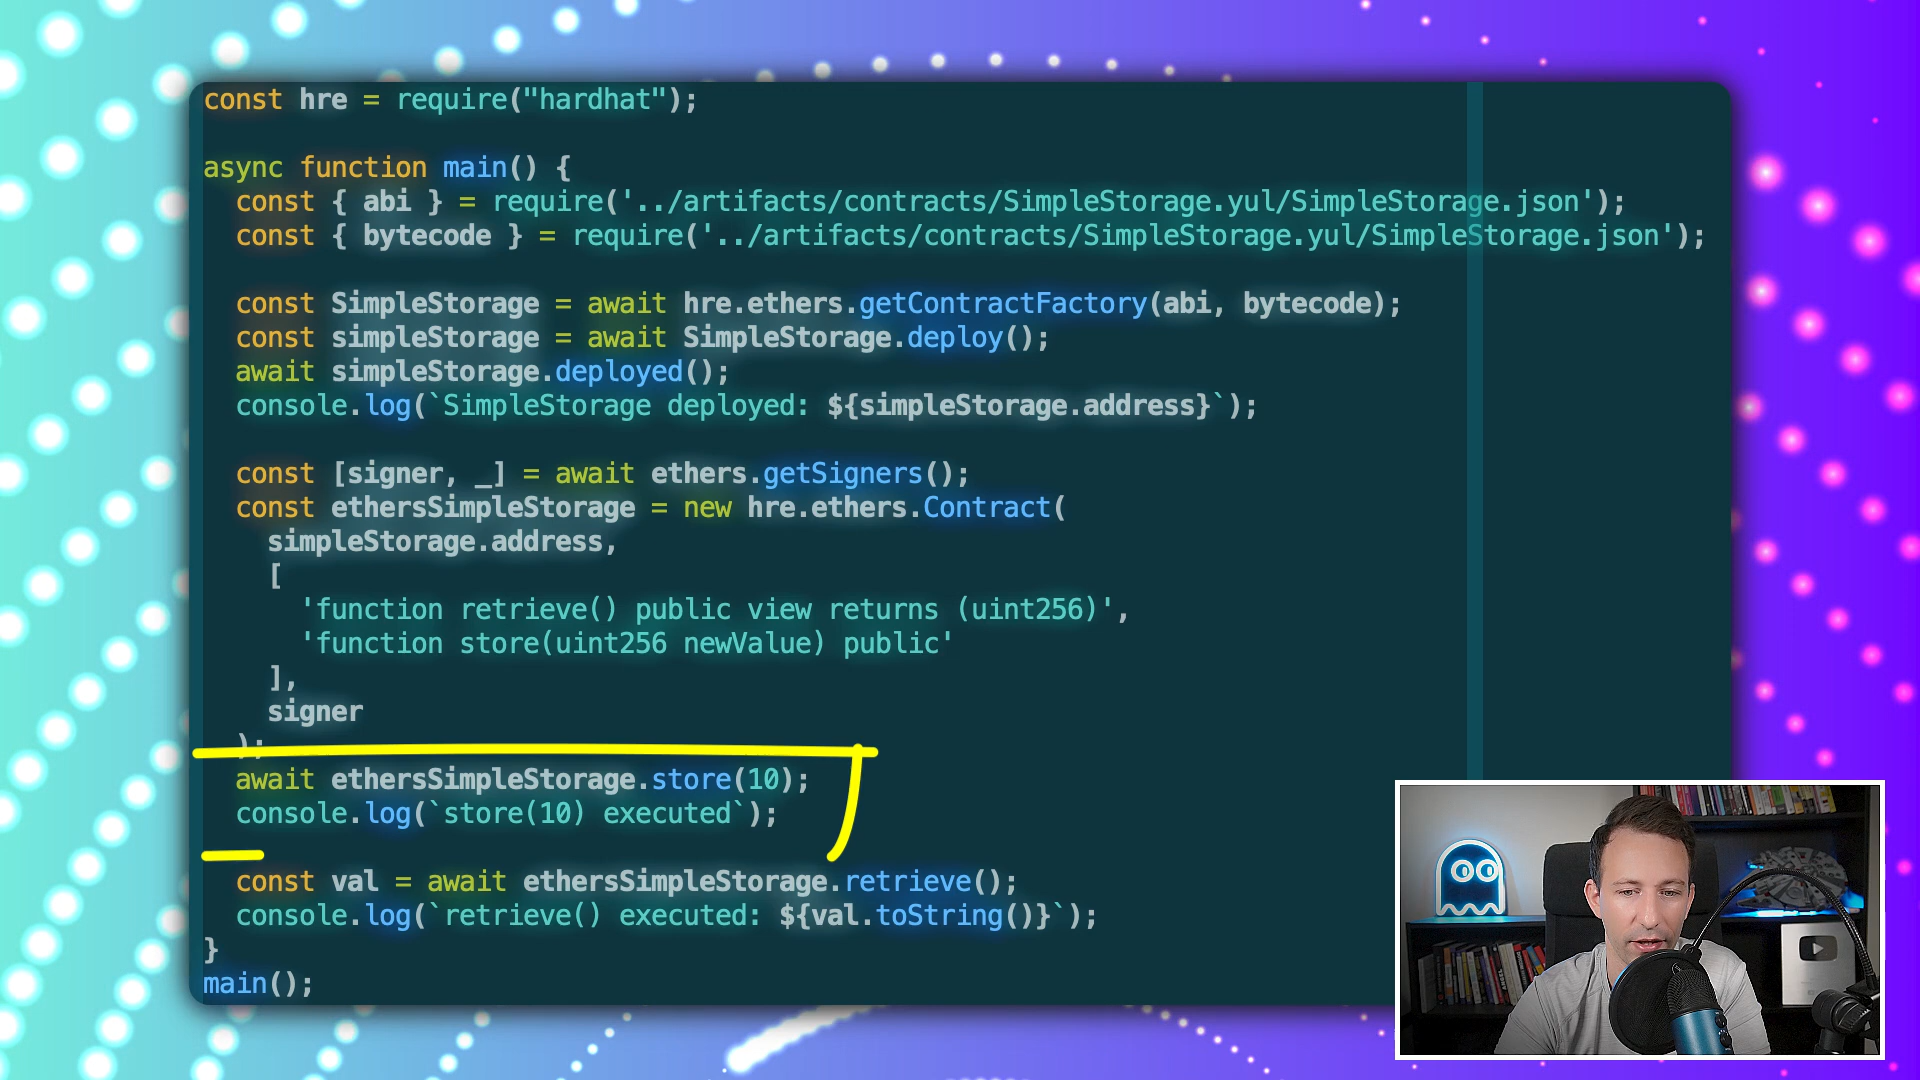 const hre = require("hardhat");
async function main() {
const { abi } = require('../artifacts/contracts/SimpleStorage.yul/SimpleStorage.json');
const { bytecode } = require('../artifacts/contracts/SimpleStorage.yul/SimpleStorage.json');
const SimpleStorage = await hre.ethers.getContractFactory(abi, bytecode);
const simpleStorage = await SimpleStorage.deploy();
await simpleStorage.deployed();
console.log(`SimpleStorage deployed: ${simpleStorage.address}`);
const [signer, _] = await ethers.getSigners();
const ethersSimpleStorage = new hre.ethers.Contract(
simpleStorage.address,
[
'function retrieve() public view returns (uint256)',
'function store(uint256 newValue) public'
],
signer
);
await ethersSimpleStorage.store(10);
console.log(`store(10) executed`);
const val = await ethersSimpleStorage.retrieve();
console.log(`retrieve() executed: ${val.toString()}`);
}
main();